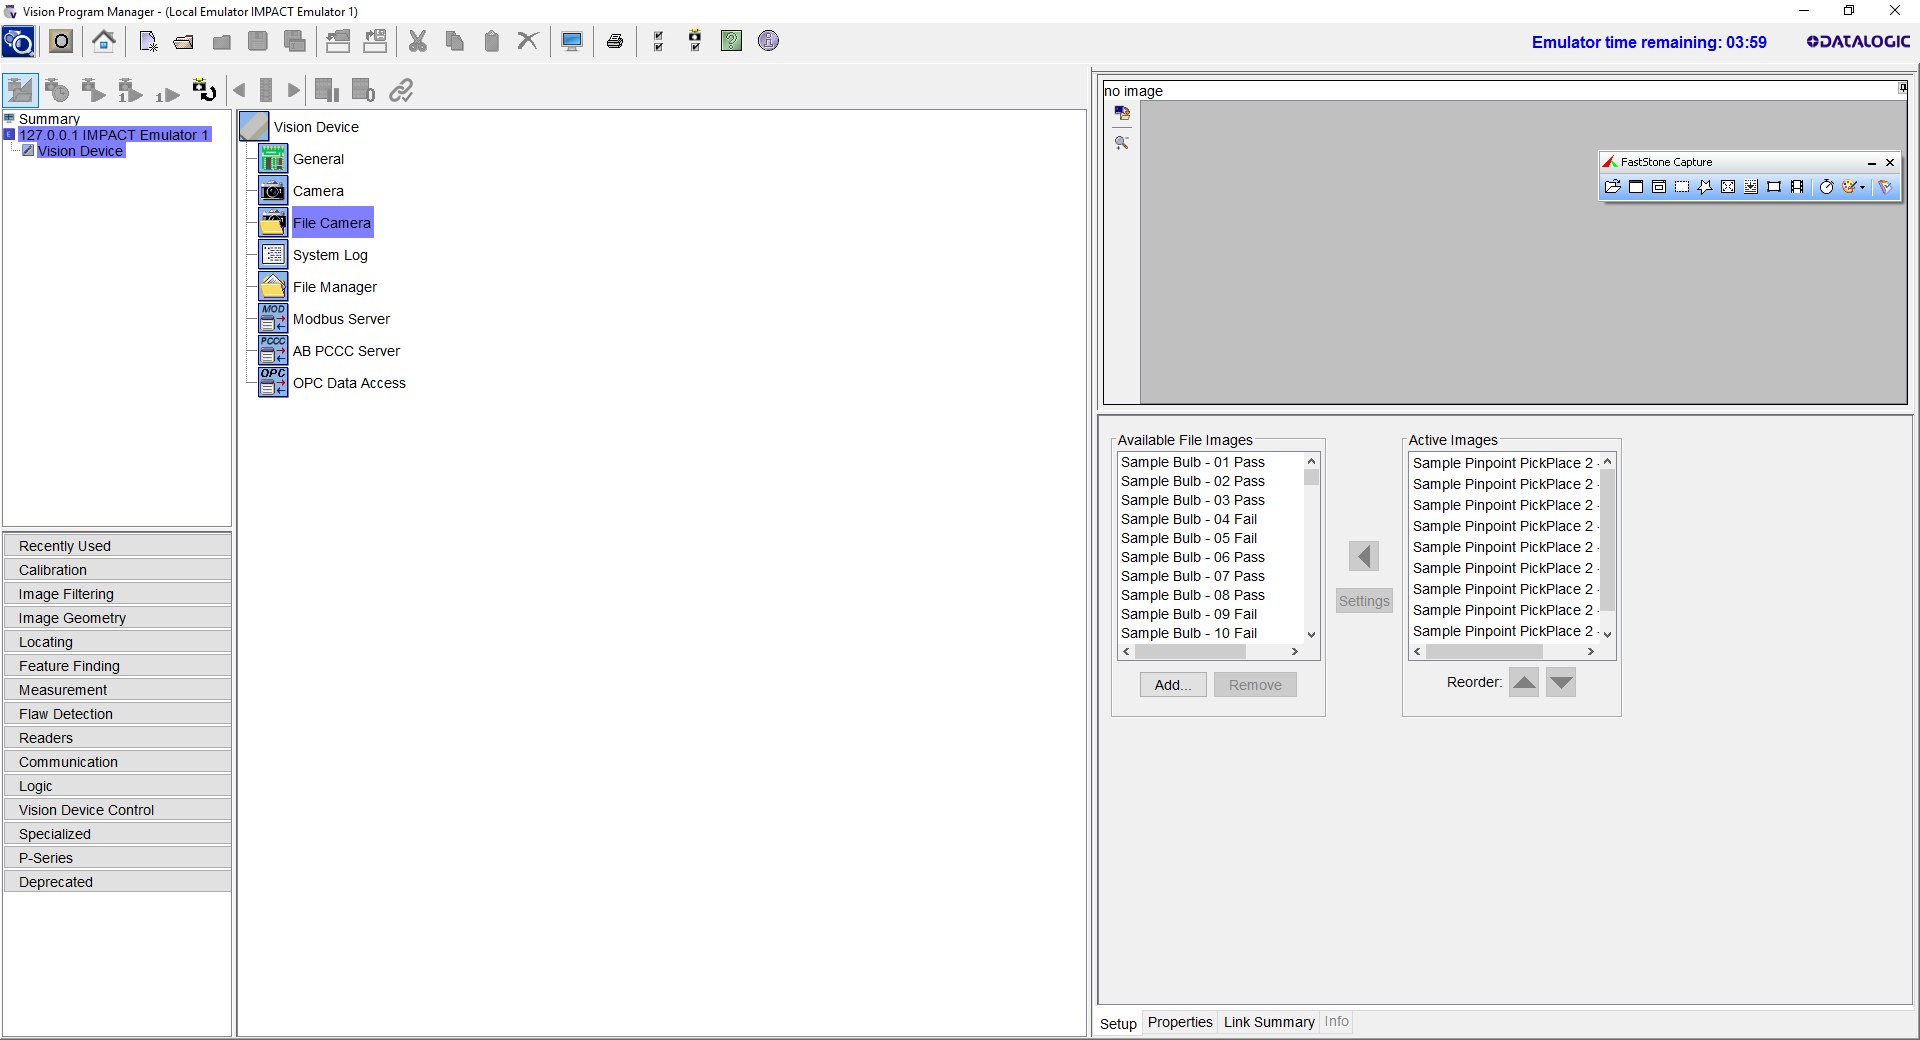 Vision Program Manager - (Local Emulator IMPACT Emulator 1)
Emulator time remaining: 03:59
DATALOGIC
Summary
127.0.0.1 IMPACT Emulator 1
Vision Device
Vision Device
General
Camera
File Camera
System Log
File Manager
MOD
Modbus Server
PCCC
AB PCCC Server
OPC
OPC Data Access
Recently Used
Calibration
Image Filtering
Image Geometry
Locating
Feature Finding
Measurement
Flaw Detection
Readers
Communication
Logic
Vision Device Control
Specialized
P-Series
Deprecated
no image
FastStone Capture
Available File Images
Sample Bulb - 01 Pass
Sample Bulb - 02 Pass
Sample Bulb - 03 Pass
Sample Bulb - 04 Fail
Sample Bulb - 05 Fail
Sample Bulb - 06 Pass
Sample Bulb - 07 Pass
Sample Bulb - 08 Pass
Sample Bulb - 09 Fail
Sample Bulb - 10 Fail
Add...
Remove
Settings
Active Images
Sample Pinpoint PickPlace 2 -
Sample Pinpoint PickPlace 2 -
Sample Pinpoint PickPlace 2 -
Sample Pinpoint PickPlace 2 -
Sample Pinpoint PickPlace 2 -
Sample Pinpoint PickPlace 2 -
Sample Pinpoint PickPlace 2 -
Sample Pinpoint PickPlace 2 -
Sample Pinpoint PickPlace 2 -
Reorder:
Setup
Properties
Link Summary
Info